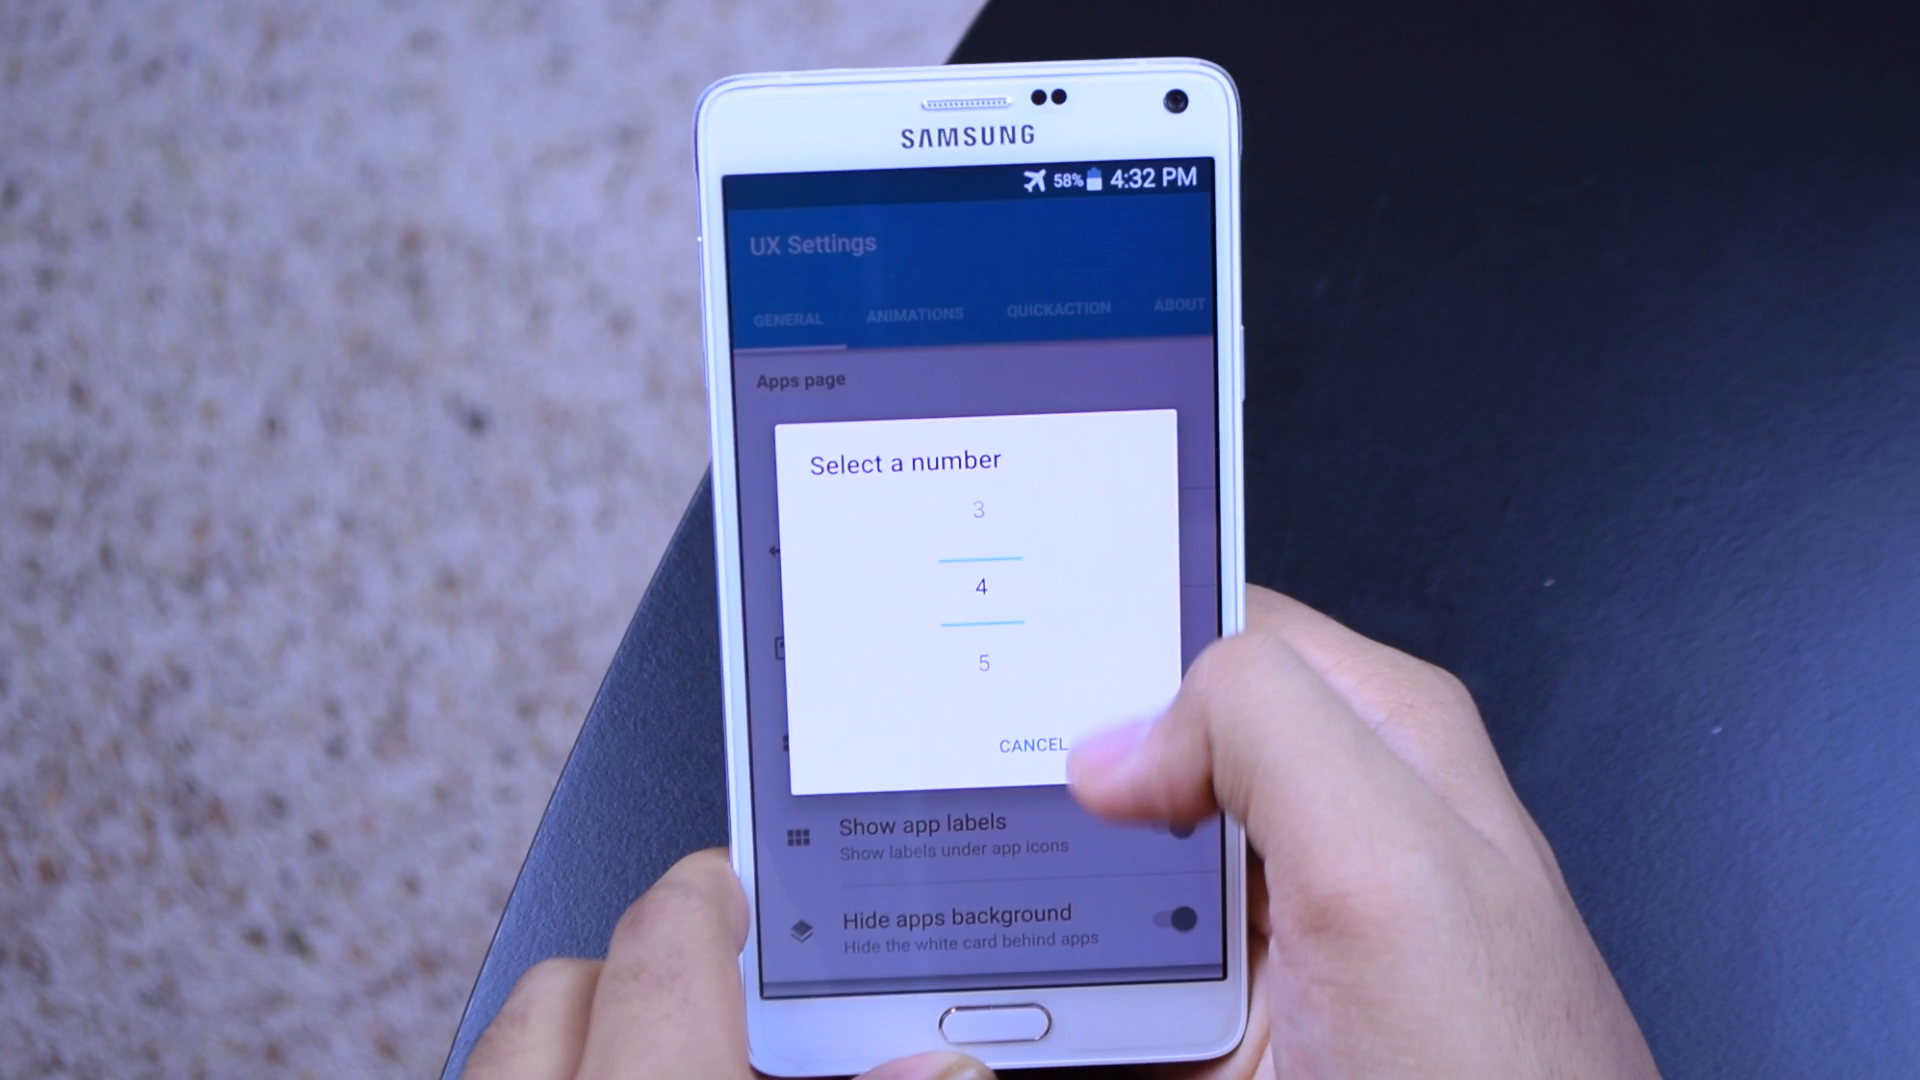 SAMSUNG
58% 4:32 PM
UX Settings
GENERAL ANIMATIONS QUICKACTION ABOUT
Apps page
Select a number
3
4
5
CANCEL
Show app labels
Show labels under app icons
Hide apps background
Hide the white card behind apps